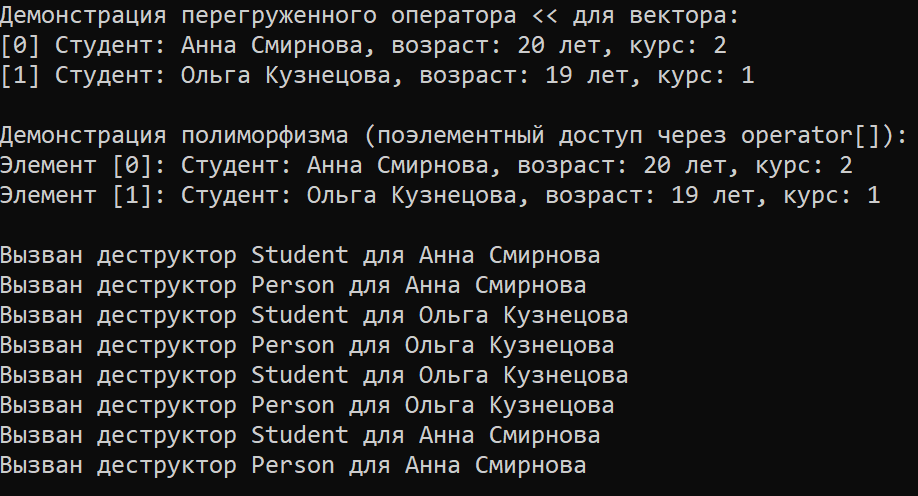 Демонстрация перегруженного оператора << для вектора:
[0] Студент: Анна Смирнова, возраст: 20 лет, курс: 2
[1] Студент: Ольга Кузнецова, возраст: 19 лет, курс: 1
Демонстрация полиморфизма (поэлементный доступ через operator[]):
Элемент [0]: Студент: Анна Смирнова, возраст: 20 лет, курс: 2
Элемент [1]: Студент: Ольга Кузнецова, возраст: 19 лет, курс: 1
Вызван деструктор Student для Анна Смирнова
Вызван деструктор Person для Анна Смирнова
Вызван деструктор Student для Ольга Кузнецова
Вызван деструктор Person для Ольга Кузнецова
Вызван деструктор Student для Ольга Кузнецова
Вызван деструктор Person для Ольга Кузнецова
Вызван деструктор Student для Анна Смирнова
Вызван деструктор Person для Анна Смирнова